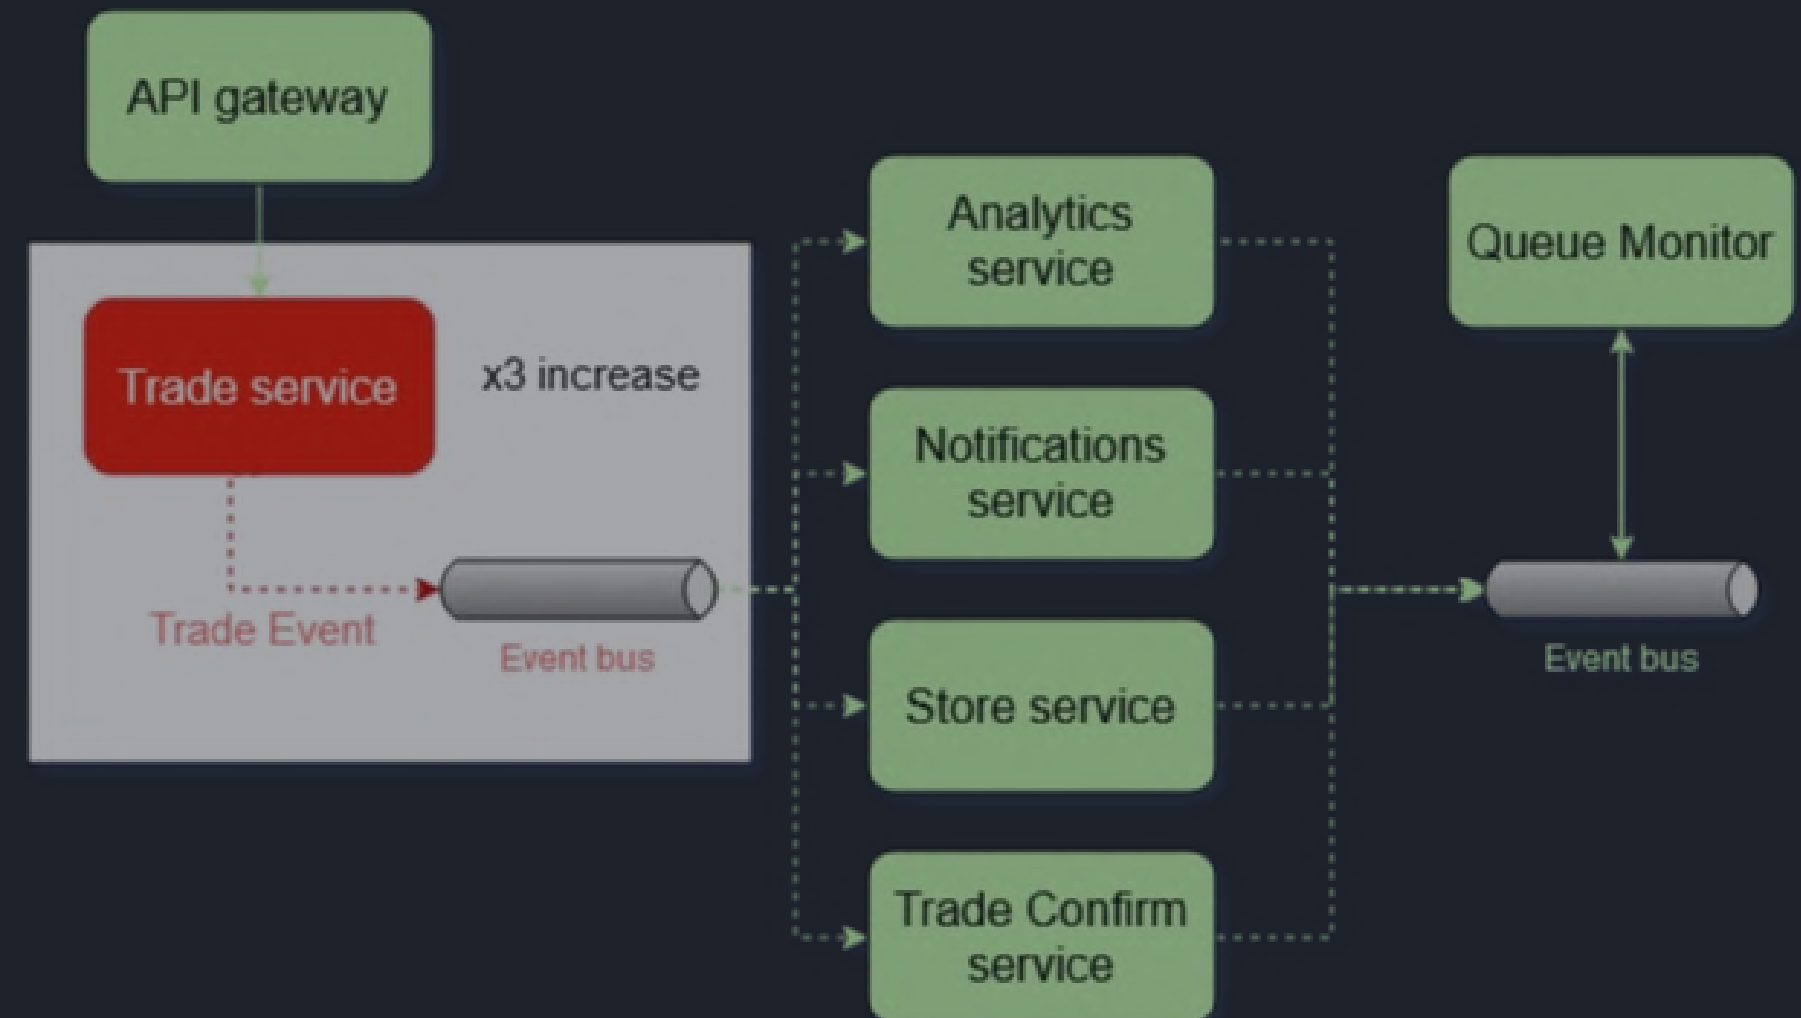 API gateway
Trade service
x3 increase
Trade Event
Event bus
Analytics
service
Notifications
service
Store service
Trade Confirm
service
Queue Monitor
Event bus